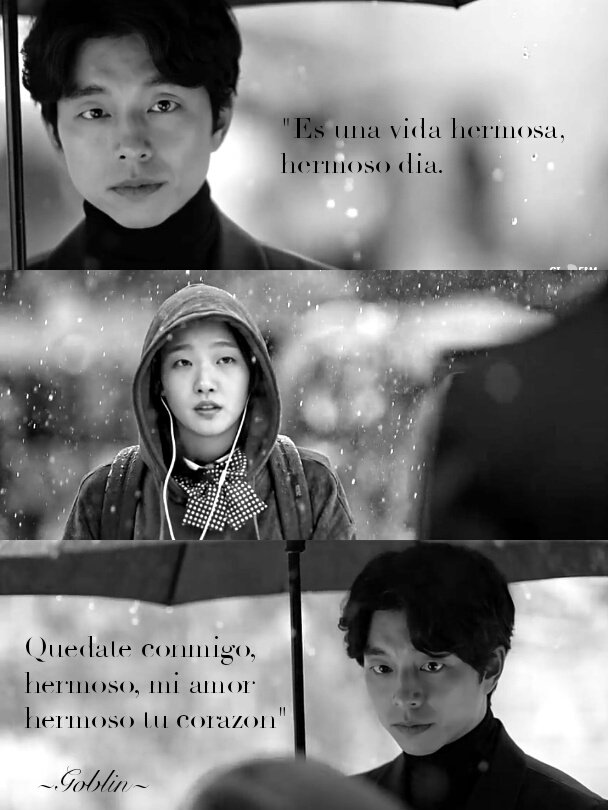 "Es una vida hermosa,
hermoso dia.
Quedate conmigo,
hermoso, mi amor
hermoso tu corazon"
~Goblin~